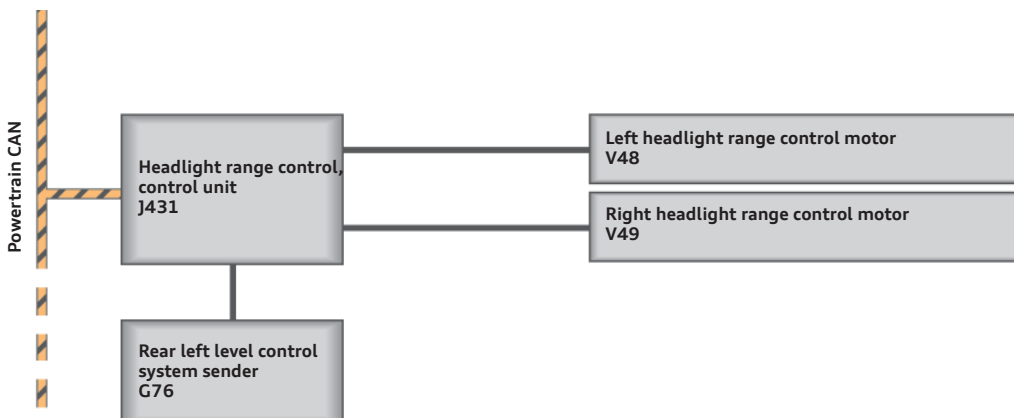 Powertrain CAN
Headlight range control,
control unit
J431
Left headlight range control motor
V48
Right headlight range control motor
V49
Rear left level control
system sender
G76